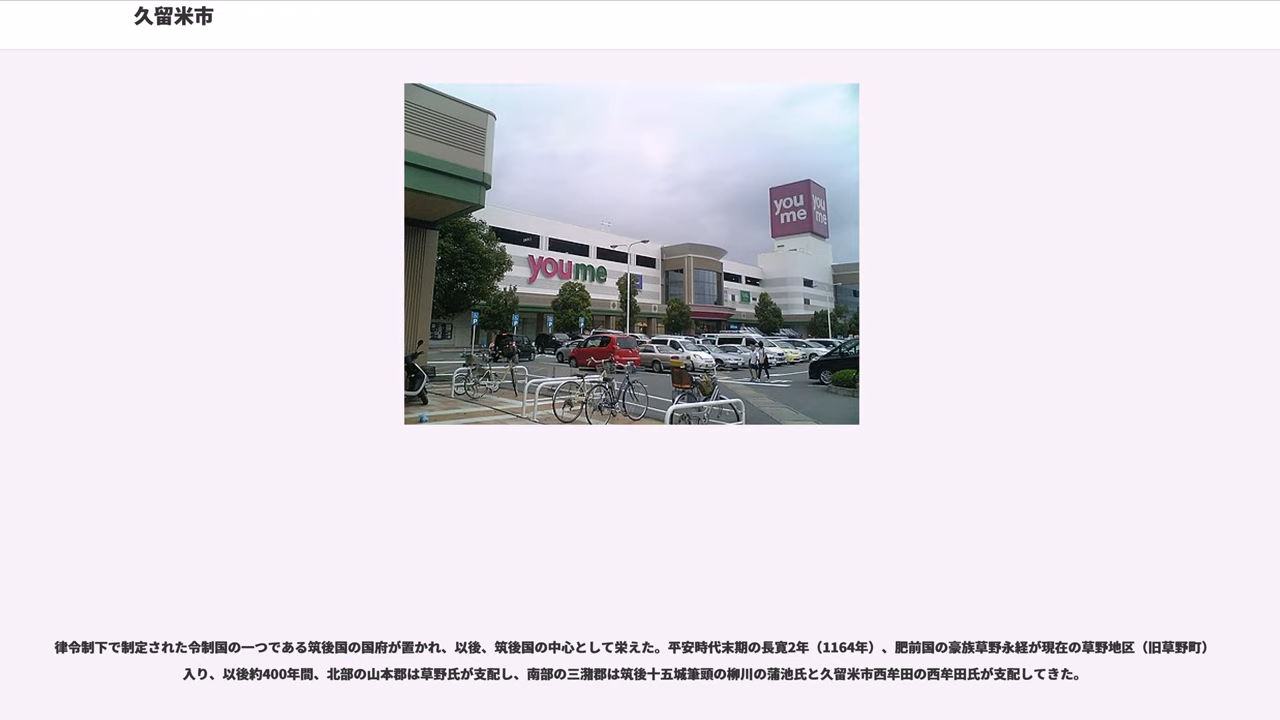 久留米市
you
me
you
me
youme
P
P
P
P
律令制下で制定された令制国の一つである筑後国の国府が置かれ、以後、筑後国の中心として栄えた。平安時代末期の長寛2年（1164年）、肥前国の豪族草野永経が現在の草野地区（旧草野町）
入り、以後約400年間、北部の山本郡は草野氏が支配し、南部の三潴郡は筑後十五城筆頭の柳川の蒲池氏と久留米市西牟田の西牟田氏が支配してきた。